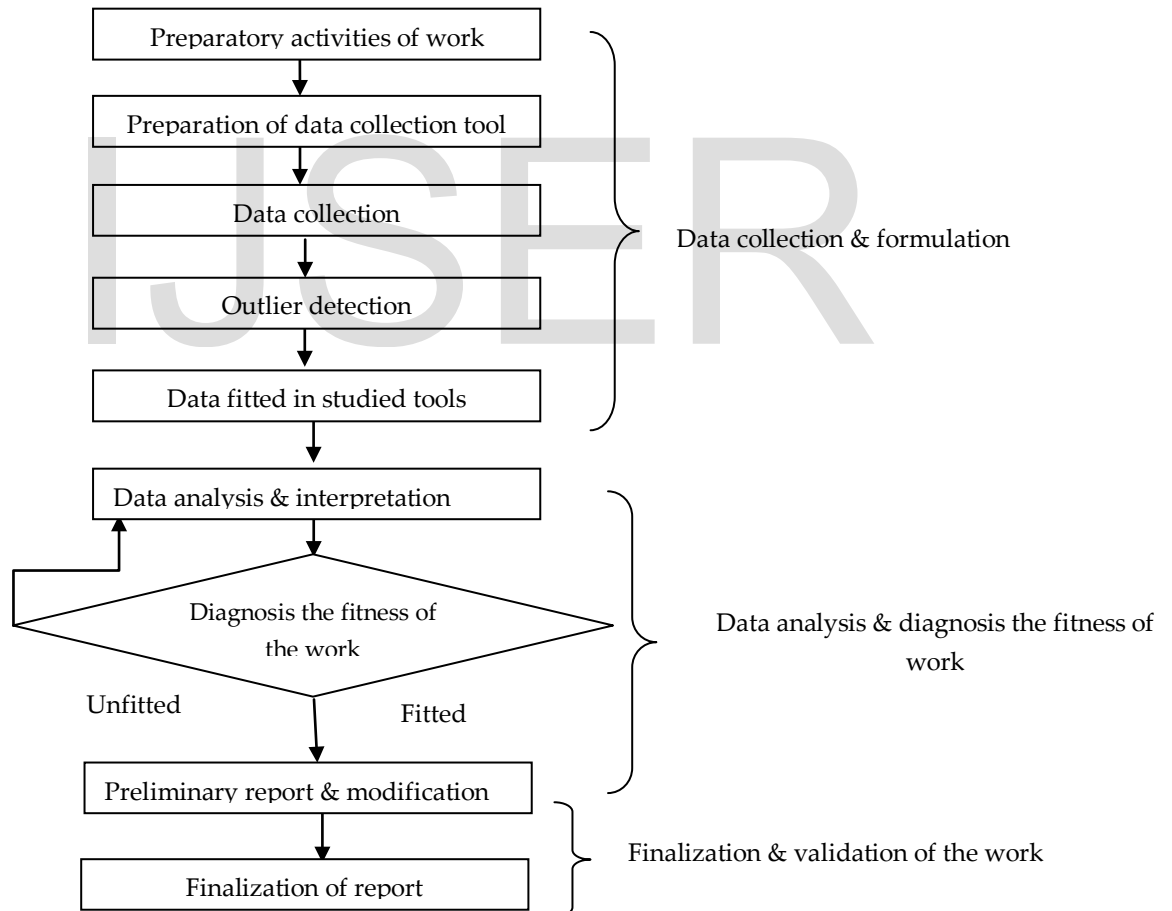 Preparatory activities of work
Preparation of data collection tool
IJSER
Data collection
Data collection & formulation
Outlier detection
Data fitted in studied tools
Data analysis & interpretation
Diagnosis the fitness of
the work
Data analysis & diagnosis the fitness of
work
Unfitted
Fitted
Preliminary report & modification
Finalization & validation of the work
Finalization of report